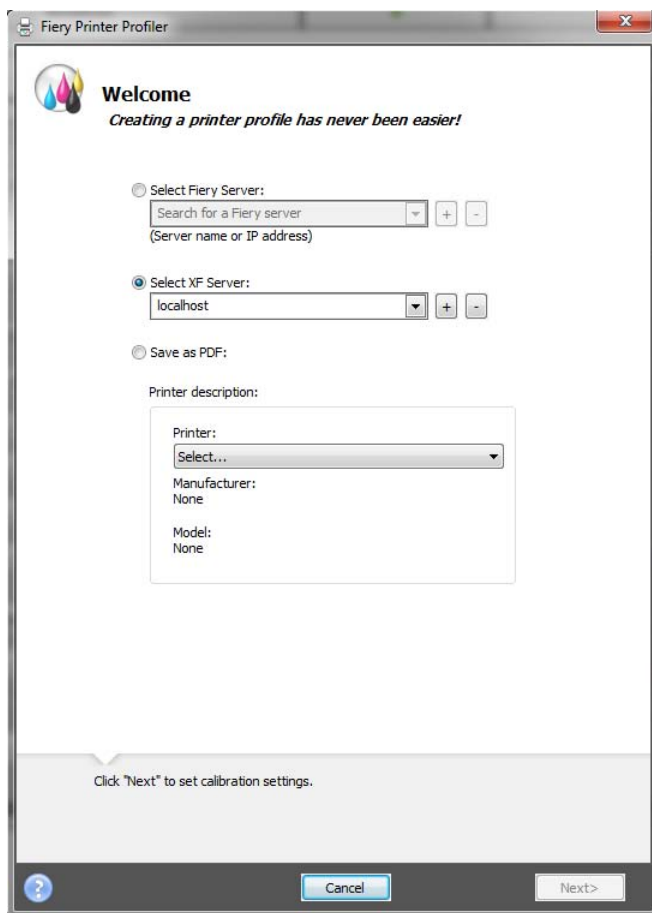 Fiery Printer Profiler
x
Welcome
Creating a printer profile has never been easier!
Select Fiery Server:
Search for a Fiery server
+ -
(Server name or IP address)
Select XF Server:
localhost
+ -
Save as PDF:
Printer description:
Printer:
Select...
Manufacturer:
None
Model:
None
Click "Next" to set calibration settings.
? Cancel Next>